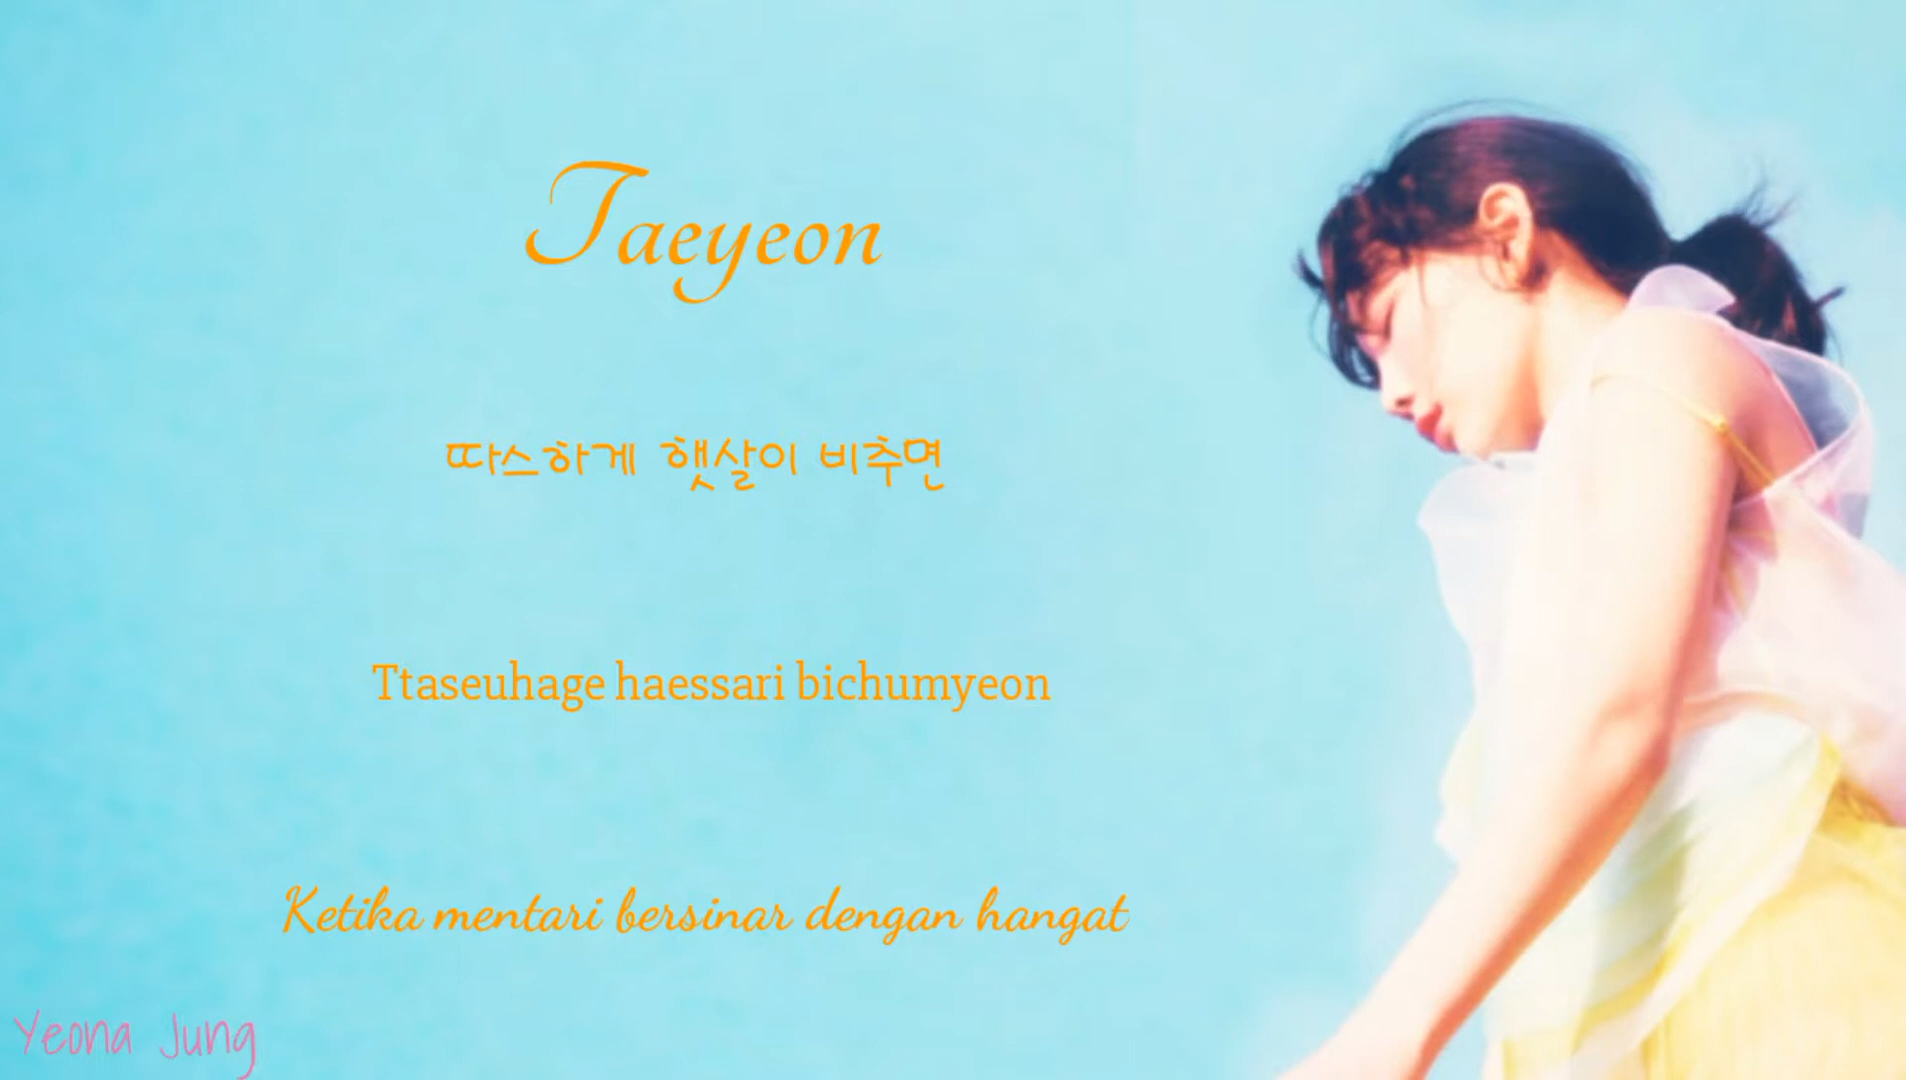 Taeyeon
따스하게 햇살이 비추면
Ttaseuhage haessari bichumyeon
Ketika mentari bersinar dengan hangat
Yeona Jung